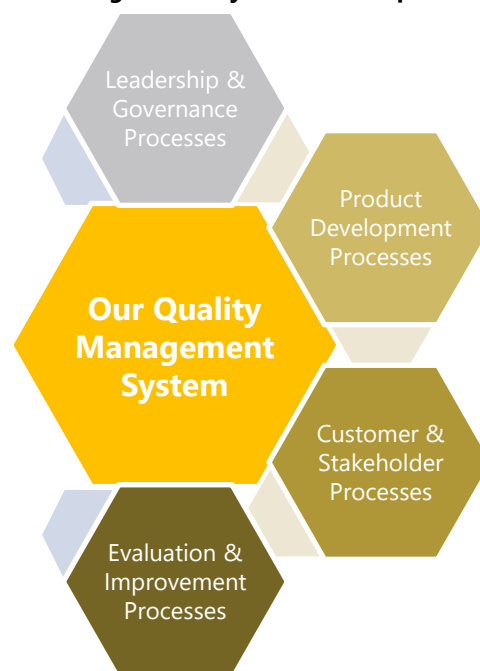 Leadership &
Governance
Processes
Product
Development
Processes
Our Quality
Management
System
Customer &
Stakeholder
Processes
Evaluation &
Improvement
Processes